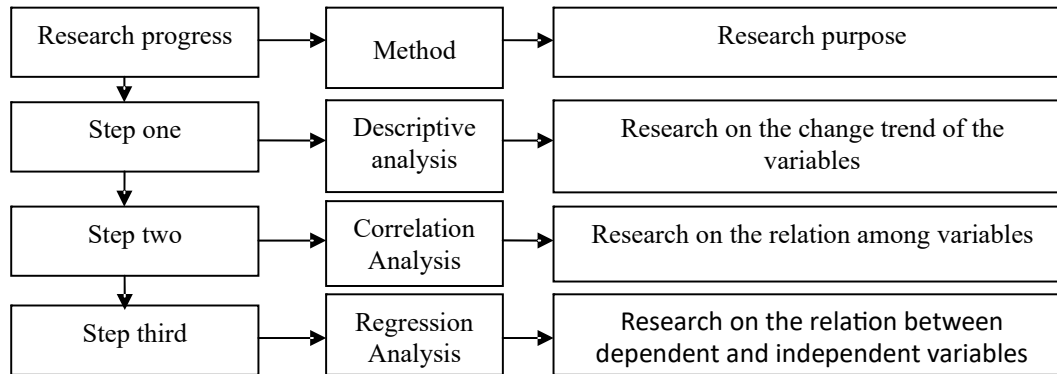 Research progress
Method
Research purpose
Step one
Descriptive
analysis
Research on the change trend of the
variables
Step two
Correlation
Analysis
Research on the relation among variables
Step third
Regression
Analysis
Research on the relation between
dependent and independent variables